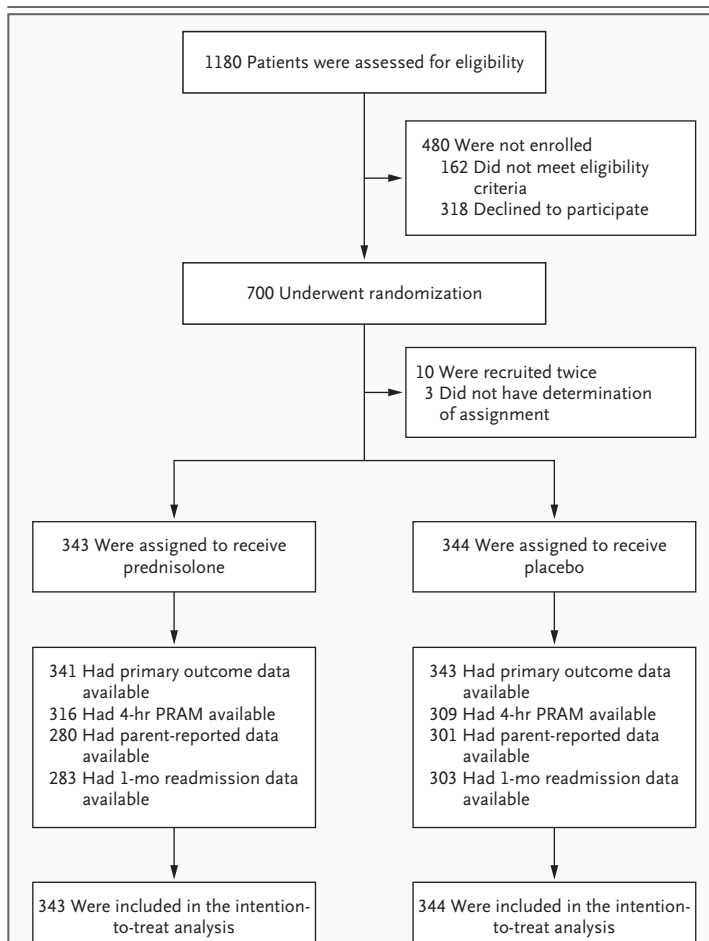 1180 Patients were assessed for eligibility
480 Were not enrolled
162 Did not meet eligibility
criteria
318 Declined to participate
700 Underwent randomization
10 Were recruited twice
3 Did not have determination
of assignment
343 Were assigned to receive
prednisolone
344 Were assigned to receive
placebo
341 Had primary outcome data
available
316 Had 4-hr PRAM available
280 Had parent-reported data
available
283 Had 1-mo readmission data
available
343 Had primary outcome data
available
309 Had 4-hr PRAM available
301 Had parent-reported data
available
303 Had 1-mo readmission data
available
343 Were included in the intention-
to-treat analysis
344 Were included in the intention-
to-treat analysis